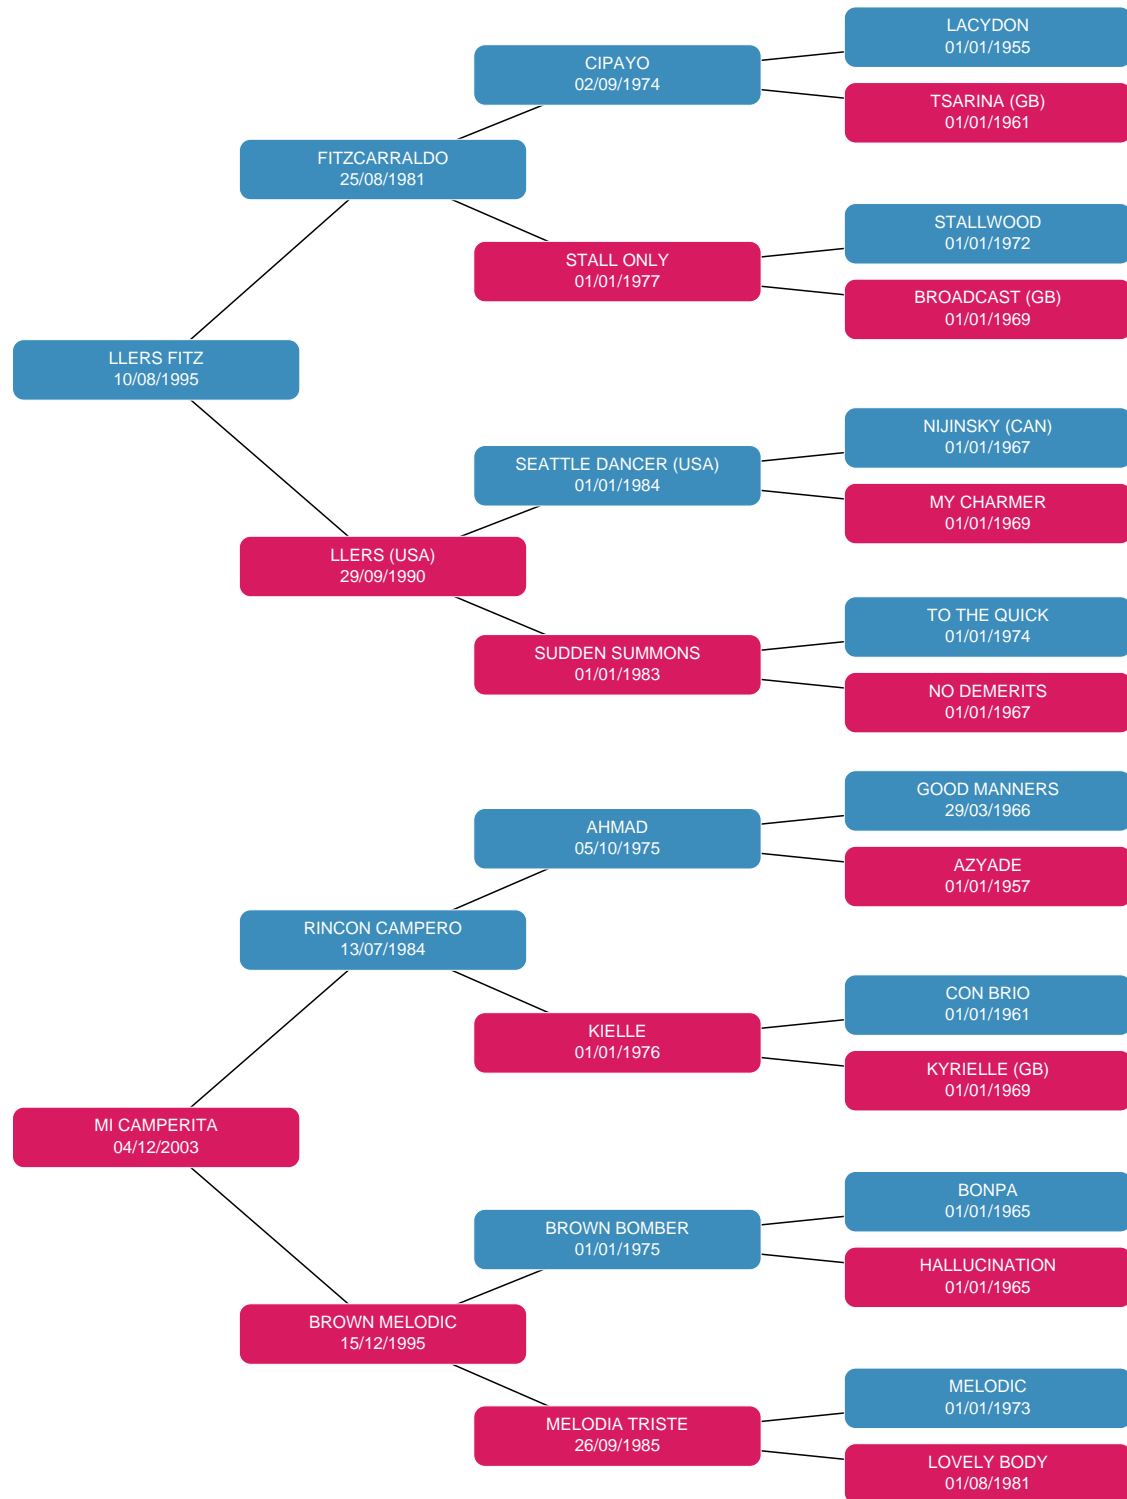 LACYDON
01/01/1955
CIPAYO
02/09/1974
TSARINA (GB)
01/01/1961
FITZCARRALDO
25/08/1981
STALLWOOD
01/01/1972
STALL ONLY
01/01/1977
BROADCAST (GB)
01/01/1969
LLERS FITZ
10/08/1995
NIJINSKY (CAN)
01/01/1967
SEATTLE DANCER (USA)
01/01/1984
MY CHARMER
01/01/1969
LLERS (USA)
29/09/1990
TO THE QUICK
01/01/1974
SUDDEN SUMMONS
01/01/1983
NO DEMERITS
01/01/1967
GOOD MANNERS
29/03/1966
AHMAD
05/10/1975
AZYADE
01/01/1957
RINCON CAMPERO
13/07/1984
CON BRIO
01/01/1961
KIELLE
01/01/1976
KYRIELLE (GB)
01/01/1969
MI CAMPERITA
04/12/2003
BONPA
01/01/1965
BROWN BOMBER
01/01/1975
HALLUCINATION
01/01/1965
BROWN MELODIC
15/12/1995
MELODIC
01/01/1973
MELODIA TRISTE
26/09/1985
LOVELY BODY
01/08/1981